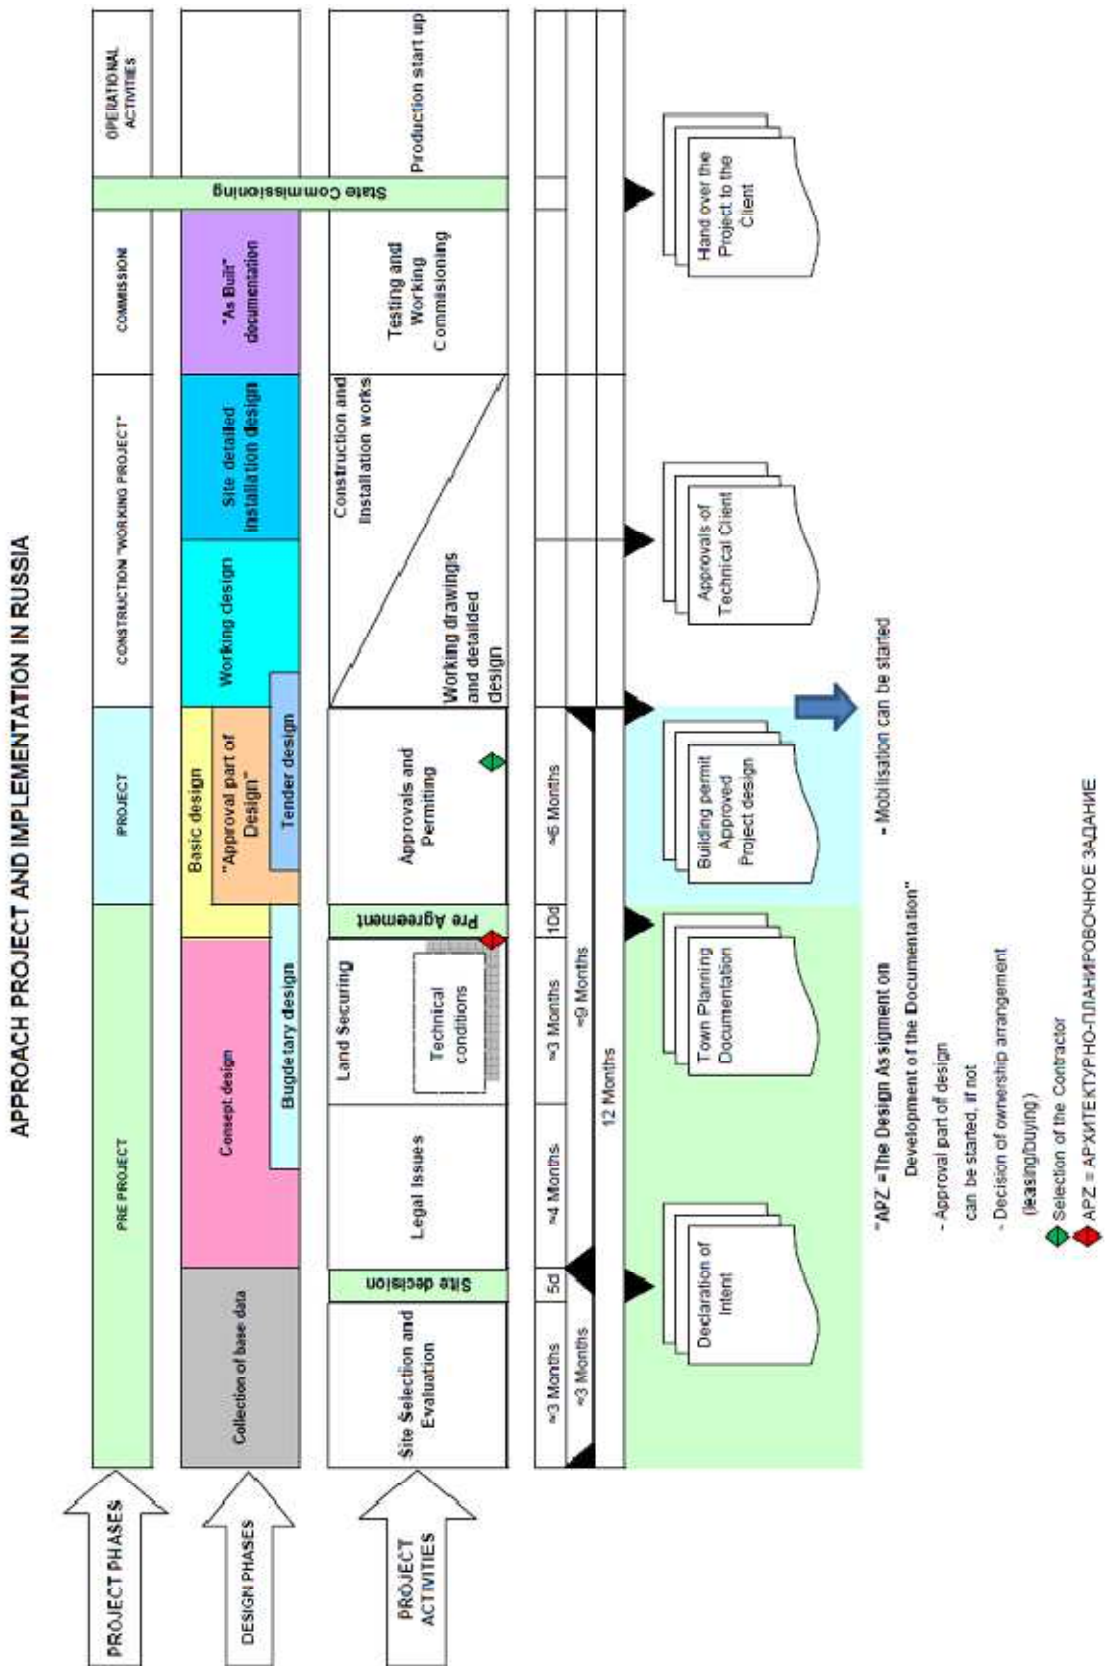 APPROACH PROJECT AND IMPLEMENTATION IN RUSSIA
PROJECT PHASES
PRE PROJECT
PROJECT
CONSTRUCTION "WORKING PROJECT"
COMMISSION
OPERATIONAL
ACTIVITIES
DESIGN PHASES
Collection of base data
Consept design
Bugdetary design
Basic design
"Approval part of
Design"
Tender design
Working design
Site detailed
installation design
"As Built"
documentation
PROJECT
ACTIVITIES
Site Selection and
Evaluation
Site decision
Legal Issues
Land Securing
Technical
conditions
Pre Agreement
Approvals and
Permiting
Construction and
Installation works
Working drawings
and detailded
design
Testing and
Working
Commisioning
State Commissioning
Production start up
≈3 Months
5d
≈4 Months
≈3 Months
10d
≈6 Months
≈3 Months
≈9 Months
12 Months
Declaration of
Intent
Town Planning
Documentation
Building permit
Approved
Project design
Approvals of
Technical Client
Hand over the
Project to the
Client
= Mobilisation can be started
"APZ =The Design Assigment on
Development of the Documentation"
- Approval part of design
can be started, if not
- Decision of ownership arrangement
(leasing/buying)
Selection of the Contractor
APZ = АРХИТЕКТУРНО-ПЛАНИРОВОЧНОЕ ЗАДАНИЕ